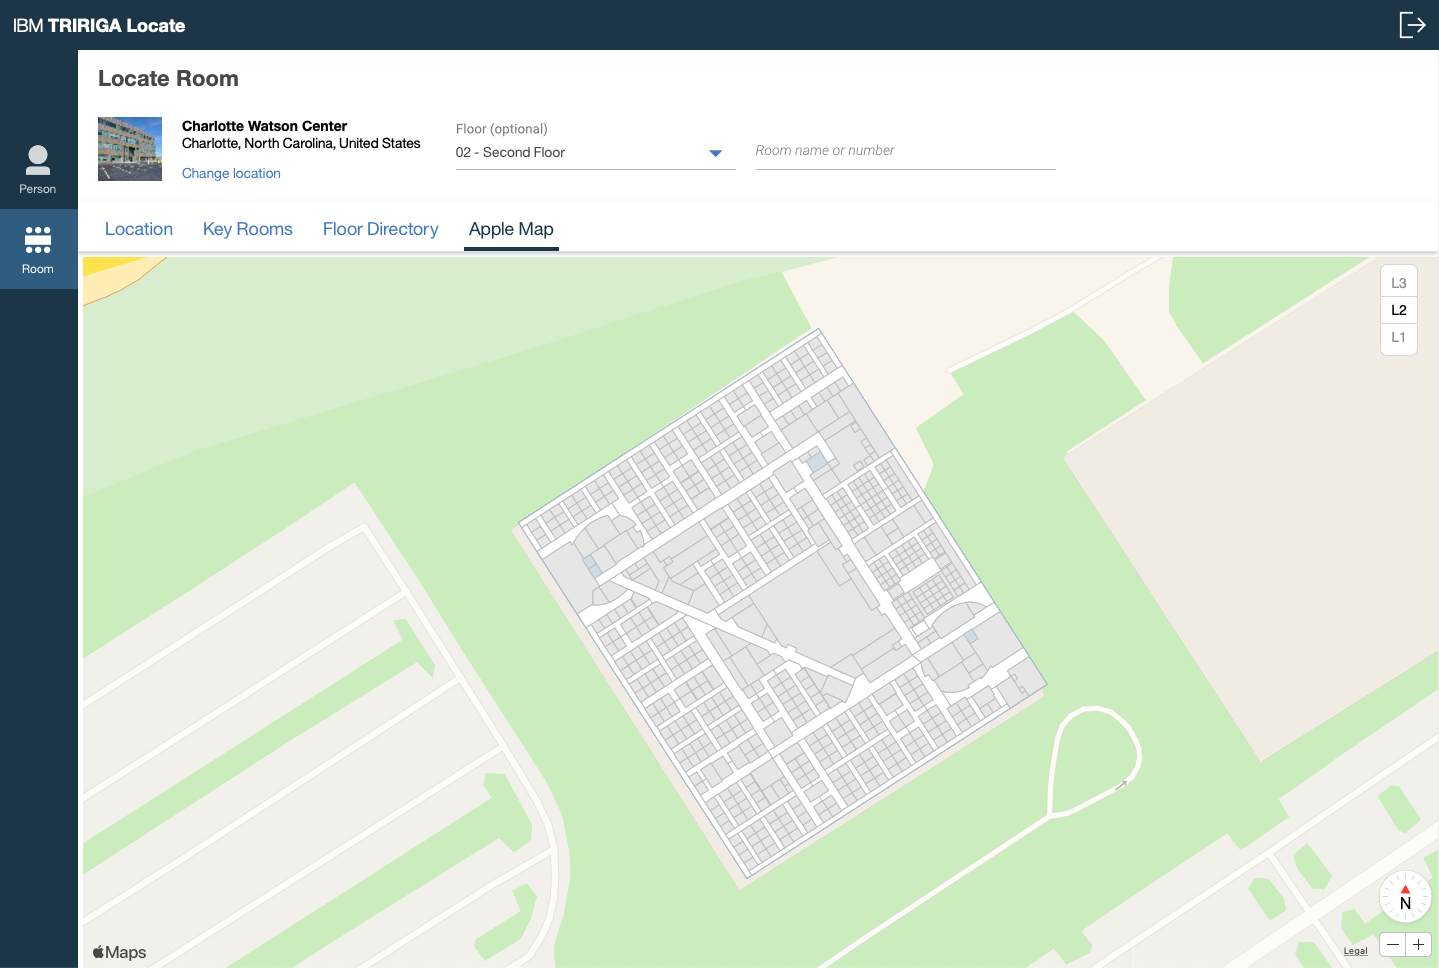 IBM TRIRIGA Locate
Person
Room
Locate Room
Charlotte Watson Center
Charlotte, North Carolina, United States
Change location
Floor (optional)
02 - Second Floor
Room name or number
Location
Key Rooms
Floor Directory
Apple Map
L3
L2
L1
N
Maps
Legal